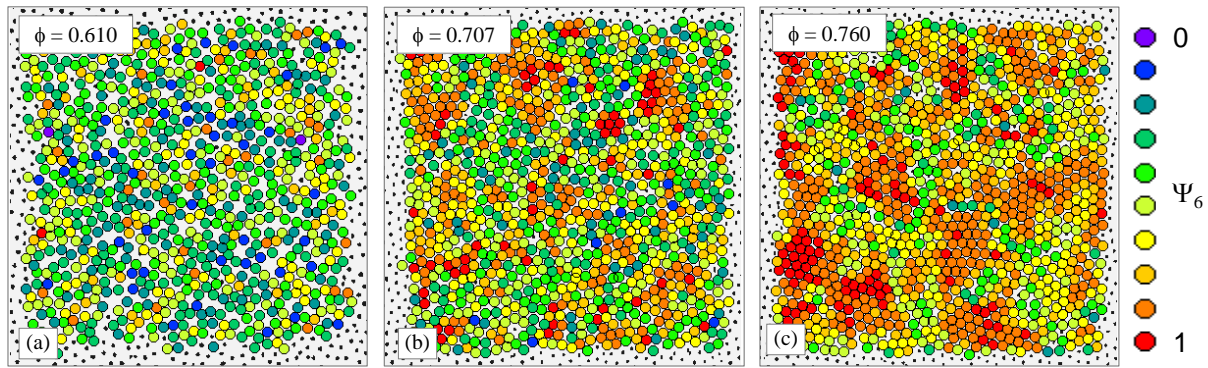 ϕ = 0.610
ϕ = 0.707
ϕ = 0.760
0
Ψ6
1
(a)
(b)
(c)